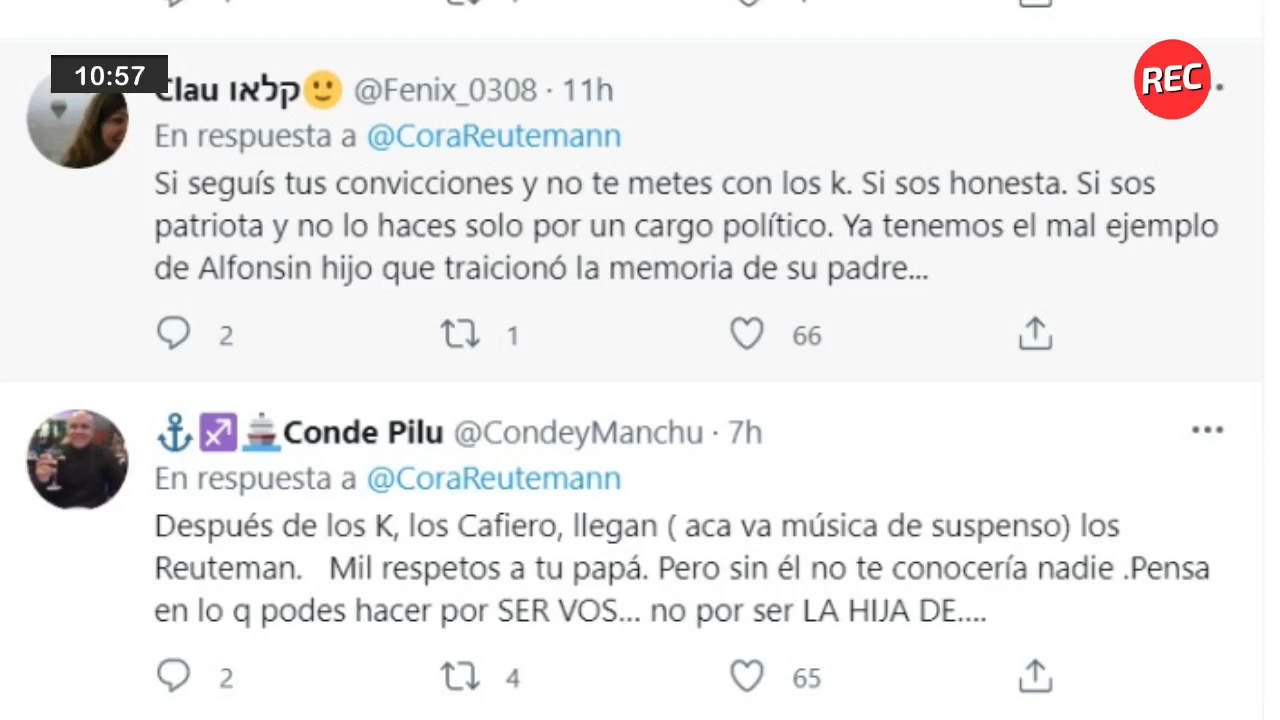 10:57
REC
Clau קלאו @Fenix_0308 · 11h
En respuesta a @CoraReutemann
Si seguís tus convicciones y no te metes con los k. Si sos honesta. Si sos
patriota y no lo haces solo por un cargo político. Ya tenemos el mal ejemplo
de Alfonsin hijo que traicionó la memoria de su padre...
2 1 66
Conde Pilu @CondeyManchu · 7h
En respuesta a @CoraReutemann
Después de los K, los Cafiero, llegan ( aca va música de suspenso) los
Reuteman. Mil respetos a tu papá. Pero sin él no te conocería nadie .Pensa
en lo q podes hacer por SER VOS... no por ser LA HIJA DE....
2 4 65